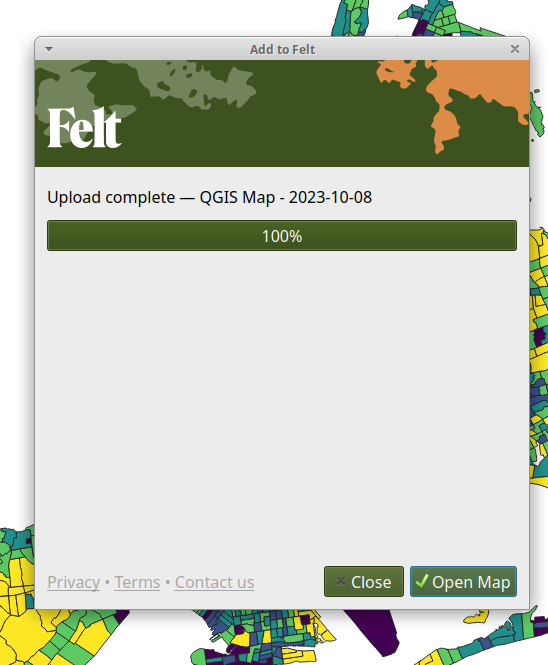 Add to Felt
Felt
Upload complete — QGIS Map - 2023-10-08
100%
Privacy • Terms • Contact us
Close
Open Map